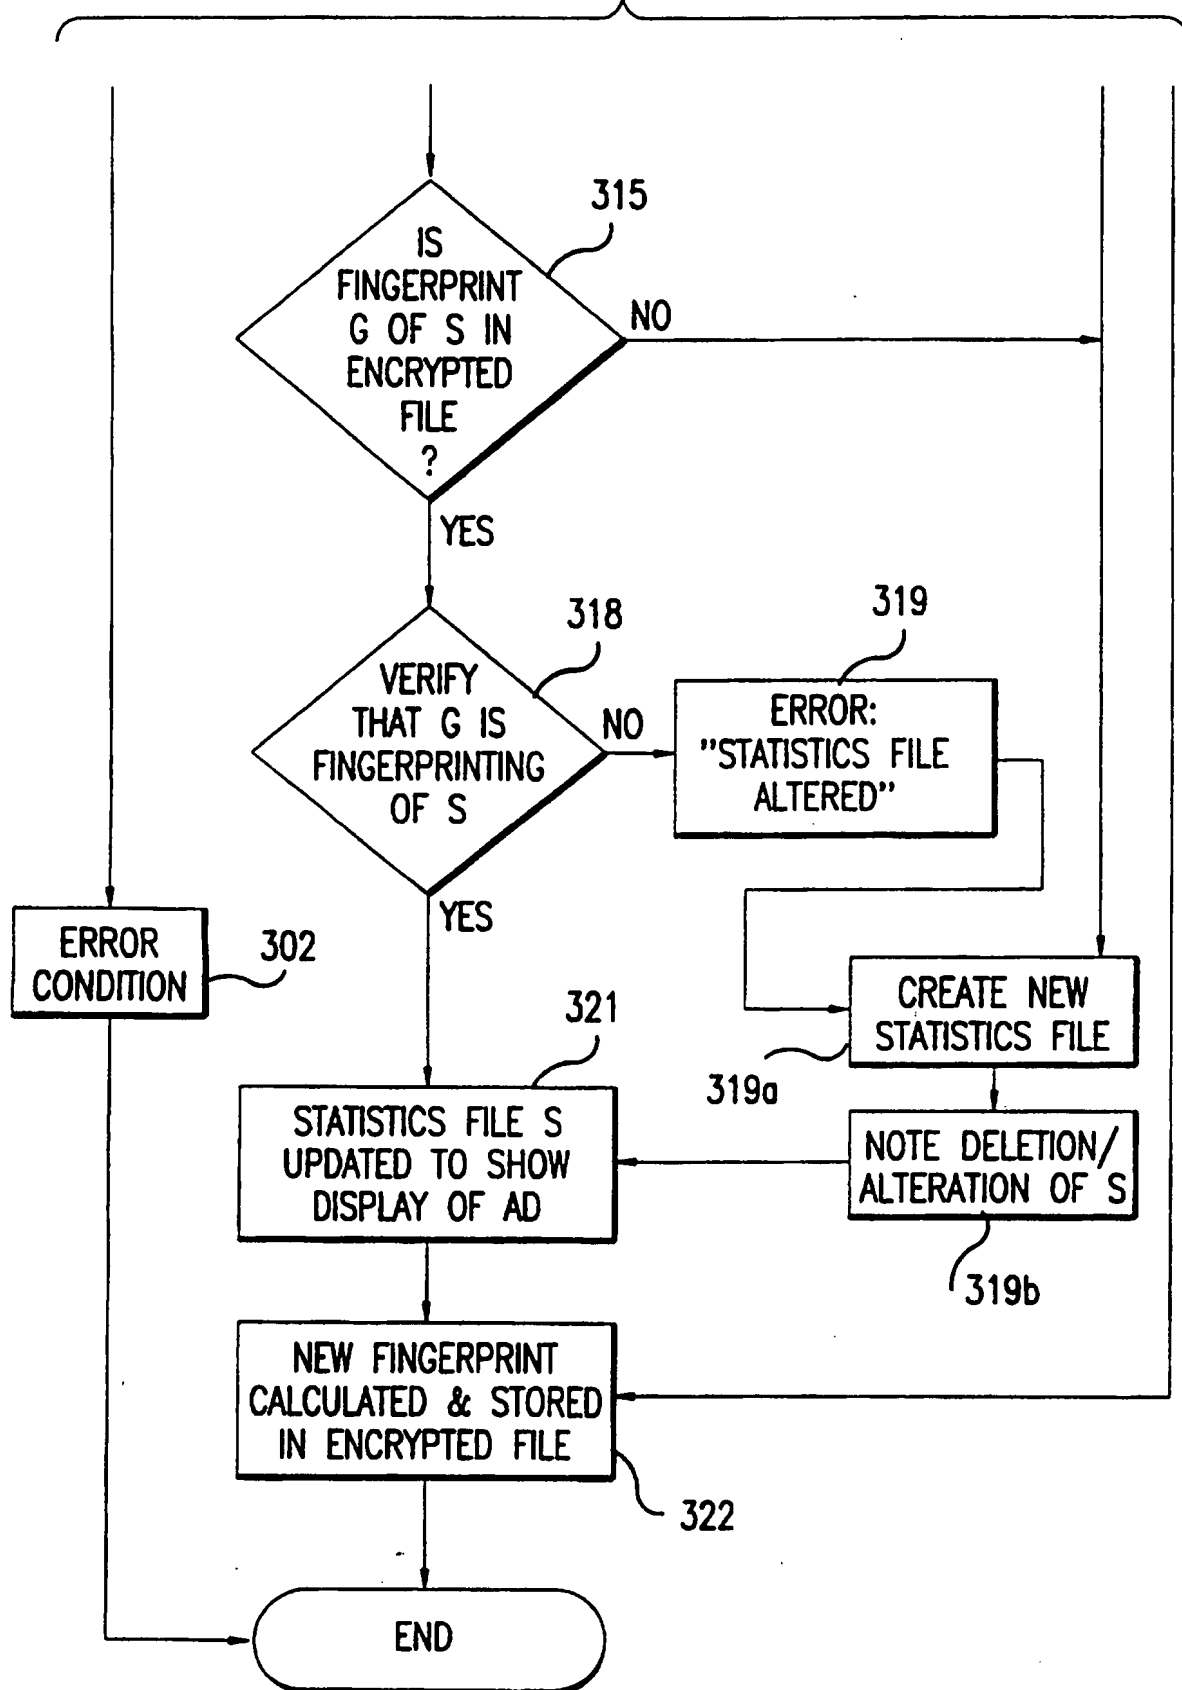 315
IS
FINGERPRINT
G OF S IN
ENCRYPTED
FILE
?
NO
YES
318
VERIFY
THAT G IS
FINGERPRINTING
OF S
NO
YES
319
ERROR:
"STATISTICS FILE
ALTERED"
ERROR
CONDITION
302
CREATE NEW
STATISTICS FILE
319a
321
STATISTICS FILE S
UPDATED TO SHOW
DISPLAY OF AD
NOTE DELETION/
ALTERATION OF S
319b
NEW FINGERPRINT
CALCULATED & STORED
IN ENCRYPTED FILE
322
END